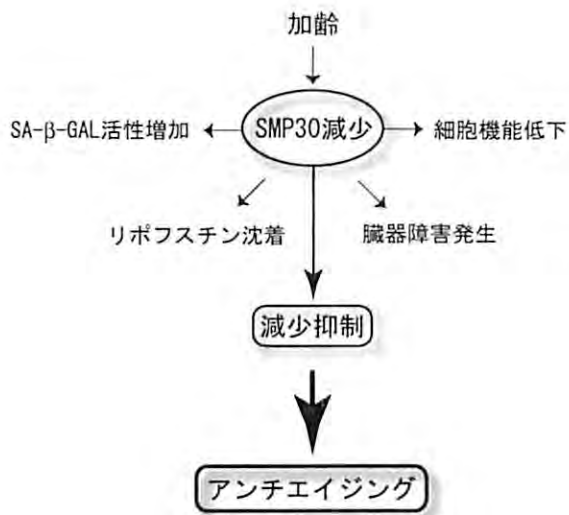 加齢
SA-β-GAL活性増加
SMP30減少
細胞機能低下
リポフスチン沈着
臓器障害発生
減少抑制
アンチエイジング